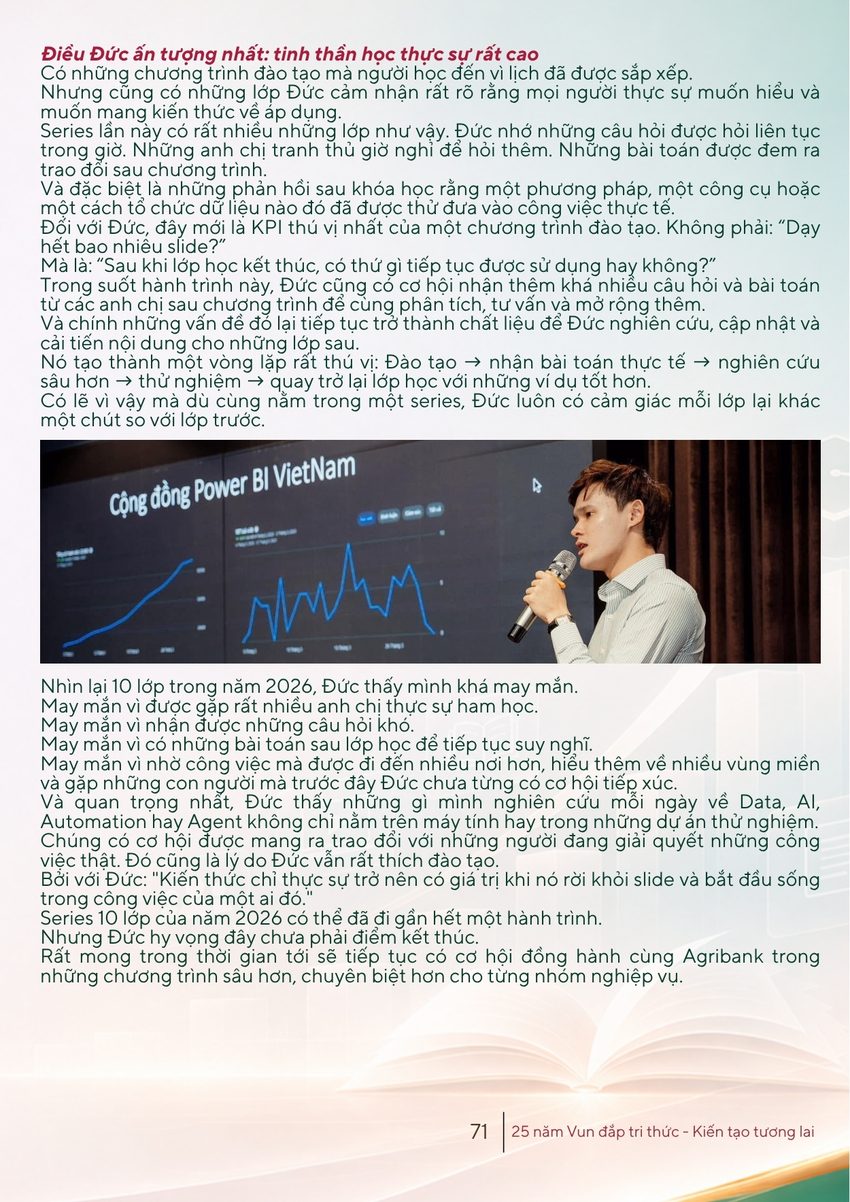 Điều Đức ấn tượng nhất: tinh thần học thực sự rất cao
Có những chương trình đào tạo mà người học đến vì lịch đã được sắp xếp.
Nhưng cũng có những lớp Đức cảm nhận rất rõ rằng mọi người thực sự muốn hiểu và
muốn mang kiến thức về áp dụng.
Series lần này có rất nhiều những lớp như vậy. Đức nhớ những câu hỏi được hỏi liên tục
trong giờ. Những anh chị tranh thủ giờ nghỉ để hỏi thêm. Những bài toán được đem ra
trao đổi sau chương trình.
Và đặc biệt là những phản hồi sau khóa học rằng một phương pháp, một công cụ hoặc
một cách tổ chức dữ liệu nào đó đã được thử đưa vào công việc thực tế.
Đối với Đức, đây mới là KPI thú vị nhất của một chương trình đào tạo. Không phải: “Dạy
hết bao nhiêu slide?”
Mà là: “Sau khi lớp học kết thúc, có thứ gì tiếp tục được sử dụng hay không?”
Trong suốt hành trình này, Đức cũng có cơ hội nhận thêm khá nhiều câu hỏi và bài toán
từ các anh chị sau chương trình để cùng phân tích, tư vấn và mở rộng thêm.
Và chính những vấn đề đó lại tiếp tục trở thành chất liệu để Đức nghiên cứu, cập nhật và
cải tiến nội dung cho những lớp sau.
Nó tạo thành một vòng lặp rất thú vị: Đào tạo → nhận bài toán thực tế → nghiên cứu
sâu hơn → thử nghiệm → quay trở lại lớp học với những ví dụ tốt hơn.
Có lẽ vì vậy mà dù cùng nằm trong một series, Đức luôn có cảm giác mỗi lớp lại khác
một chút so với lớp trước.
Cộng đồng Power BI VietNam
Nhìn lại 10 lớp trong năm 2026, Đức thấy mình khá may mắn.
May mắn vì được gặp rất nhiều anh chị thực sự ham học.
May mắn vì nhận được những câu hỏi khó.
May mắn vì có những bài toán sau lớp học để tiếp tục suy nghĩ.
May mắn vì nhờ công việc mà được đi đến nhiều nơi hơn, hiểu thêm về nhiều vùng miền
và gặp những con người mà trước đây Đức chưa từng có cơ hội tiếp xúc.
Và quan trọng nhất, Đức thấy những gì mình nghiên cứu mỗi ngày về Data, AI,
Automation hay Agent không chỉ nằm trên máy tính hay trong những dự án thử nghiệm.
Chúng có cơ hội được mang ra trao đổi với những người đang giải quyết những công
việc thật. Đó cũng là lý do Đức vẫn rất thích đào tạo.
Bởi với Đức: "Kiến thức chỉ thực sự trở nên có giá trị khi nó rời khỏi slide và bắt đầu sống
trong công việc của một ai đó."
Series 10 lớp của năm 2026 có thể đã đi gần hết một hành trình.
Nhưng Đức hy vọng đây chưa phải điểm kết thúc.
Rất mong trong thời gian tới sẽ tiếp tục có cơ hội đồng hành cùng Agribank trong
những chương trình sâu hơn, chuyên biệt hơn cho từng nhóm nghiệp vụ.
71
25 năm Vun đắp tri thức - Kiến tạo tương lai